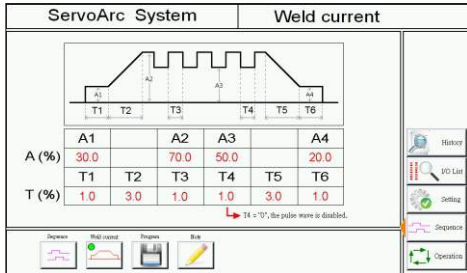 ServoArc System
Weld current
A1
A2
A3
A4
T1 T2 T3 T4 T5 T6
A1 A2 A3 A4
A (%) 30.0 70.0 50.0 20.0
T1 T2 T3 T4 T5 T6
T (%) 1.0 3.0 1.0 1.0 3.0 1.0
T4 = "0", the pulse wave is disabled.
Sequence Weld current Program Note
History
I/O List
Setting
Sequence
Operation